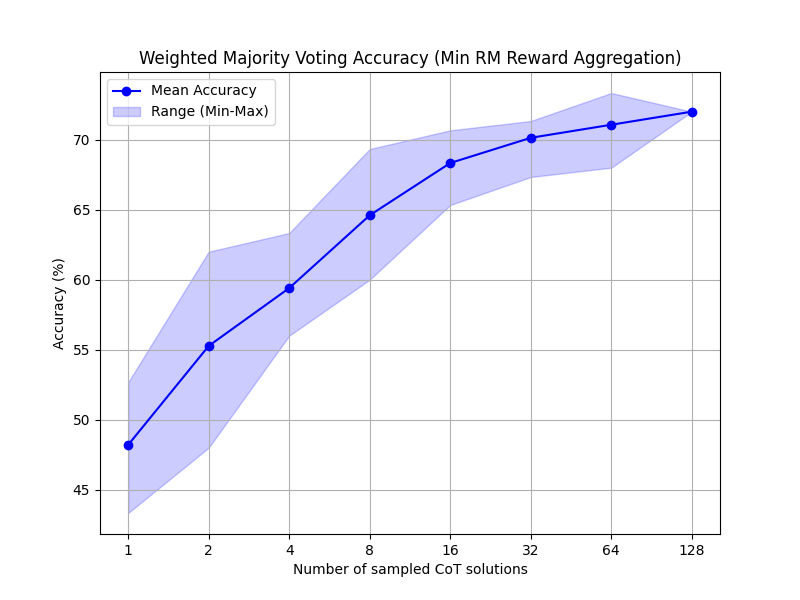 Weighted Majority Voting Accuracy (Min RM Reward Aggregation)
Mean Accuracy
Range (Min-Max)
Accuracy (%)
70
65
60
55
50
45
1 2 4 8 16 32 64 128
Number of sampled CoT solutions